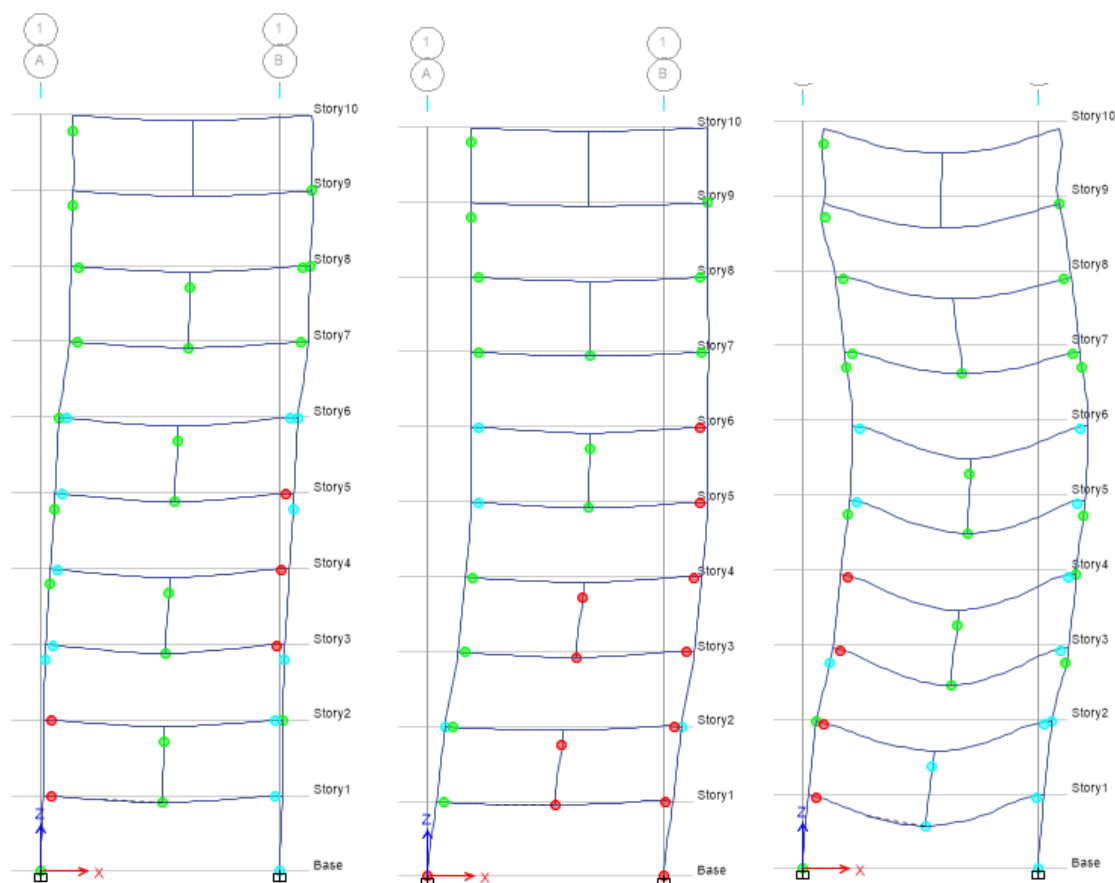 1 1 1 1
A B A B
Story10 Story10 Story10
Story9 Story9 Story9
Story8 Story8 Story8
Story7 Story7 Story7
Story6 Story6 Story6
Story5 Story5 Story5
Story4 Story4 Story4
Story3 Story3 Story3
Story2 Story2 Story2
Story1 Story1 Story1
Z Z Z
Base Base Base
X X X